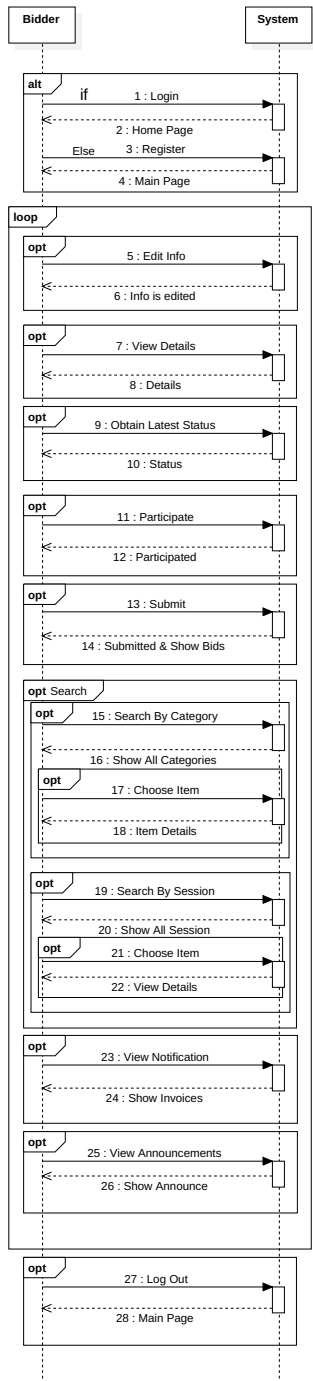 Bidder
System
alt
if
1 : Login
2 : Home Page
Else
3 : Register
4 : Main Page
loop
opt
5 : Edit Info
6 : Info is edited
opt
7 : View Details
8 : Details
opt
9 : Obtain Latest Status
10 : Status
opt
11 : Participate
12 : Participated
opt
13 : Submit
14 : Submitted & Show Bids
opt Search
opt
15 : Search By Category
16 : Show All Categories
opt
17 : Choose Item
18 : Item Details
opt
19 : Search By Session
20 : Show All Session
opt
21 : Choose Item
22 : View Details
opt
23 : View Notification
24 : Show Invoices
opt
25 : View Announcements
26 : Show Announce
opt
27 : Log Out
28 : Main Page